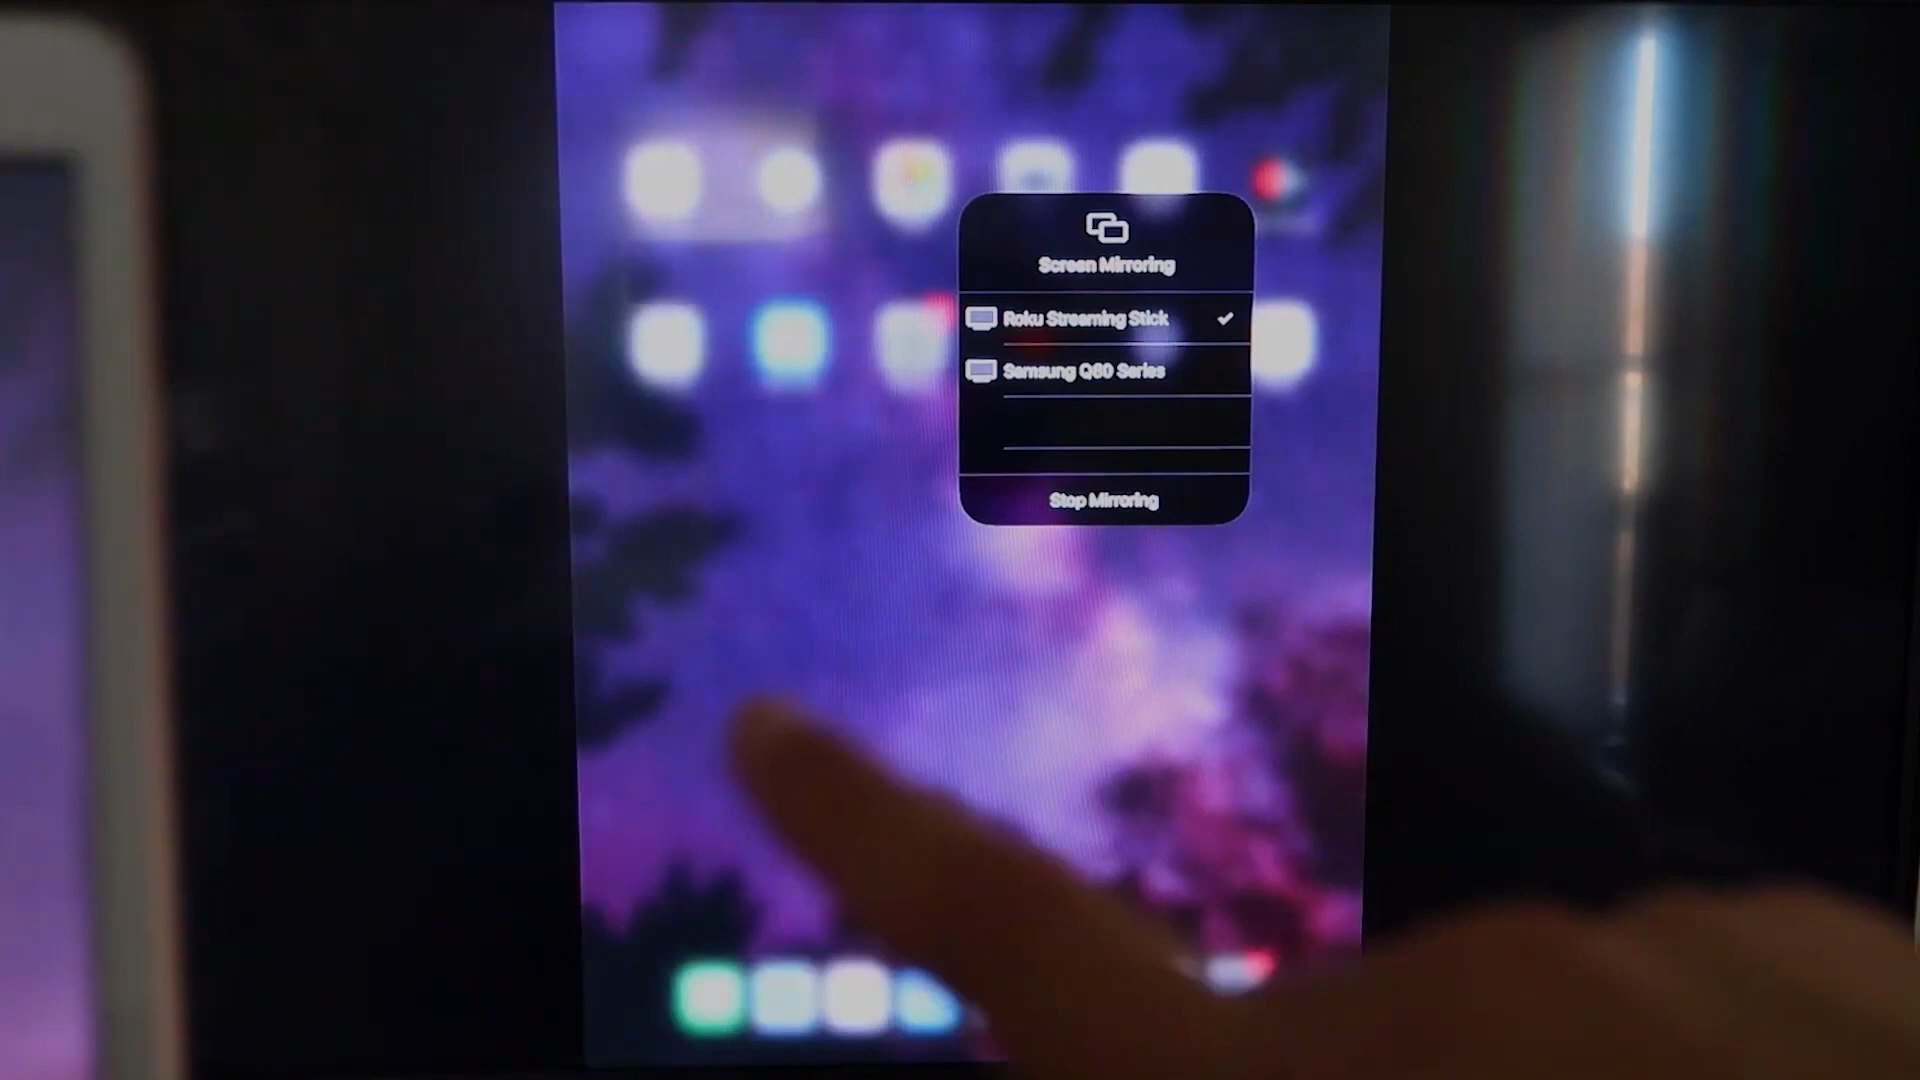 Screen Mirroring
Roku Streaming Stick
Samsung Q60 Series
Stop Mirroring